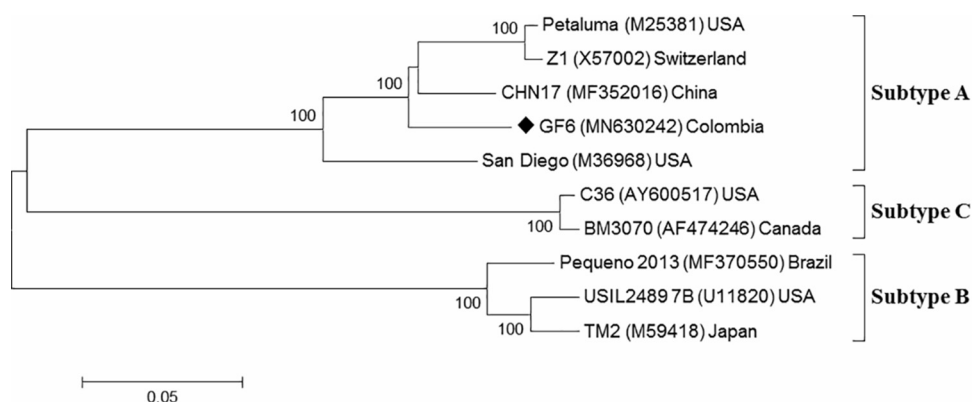 100
Petaluma (M25381) USA
Z1 (X57002) Switzerland
100
CHN17 (MF352016) China
Subtype A
100
GF6 (MN630242) Colombia
San Diego (M36968) USA
C36 (AY600517) USA
Subtype C
100
BM3070 (AF474246) Canada
Pequeno 2013 (MF370550) Brazil
100
USIL2489 7B (U11820) USA
Subtype B
100
TM2 (M59418) Japan
0.05